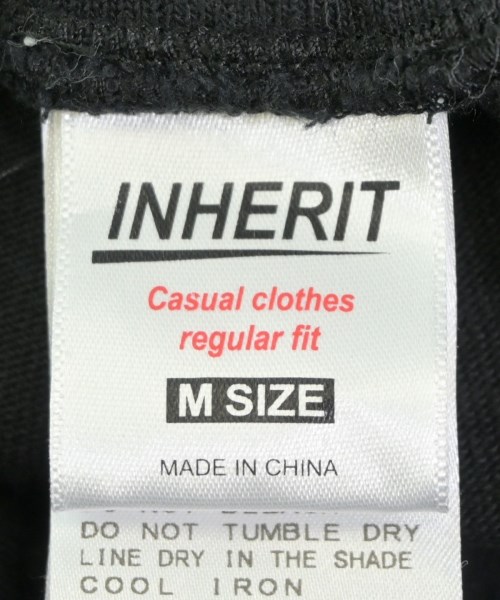 INHERIT
Casual clothes
regular fit
M SIZE
MADE IN CHINA
DO NOT TUMBLE DRY
LINE DRY IN THE SHADE
COOL IRON